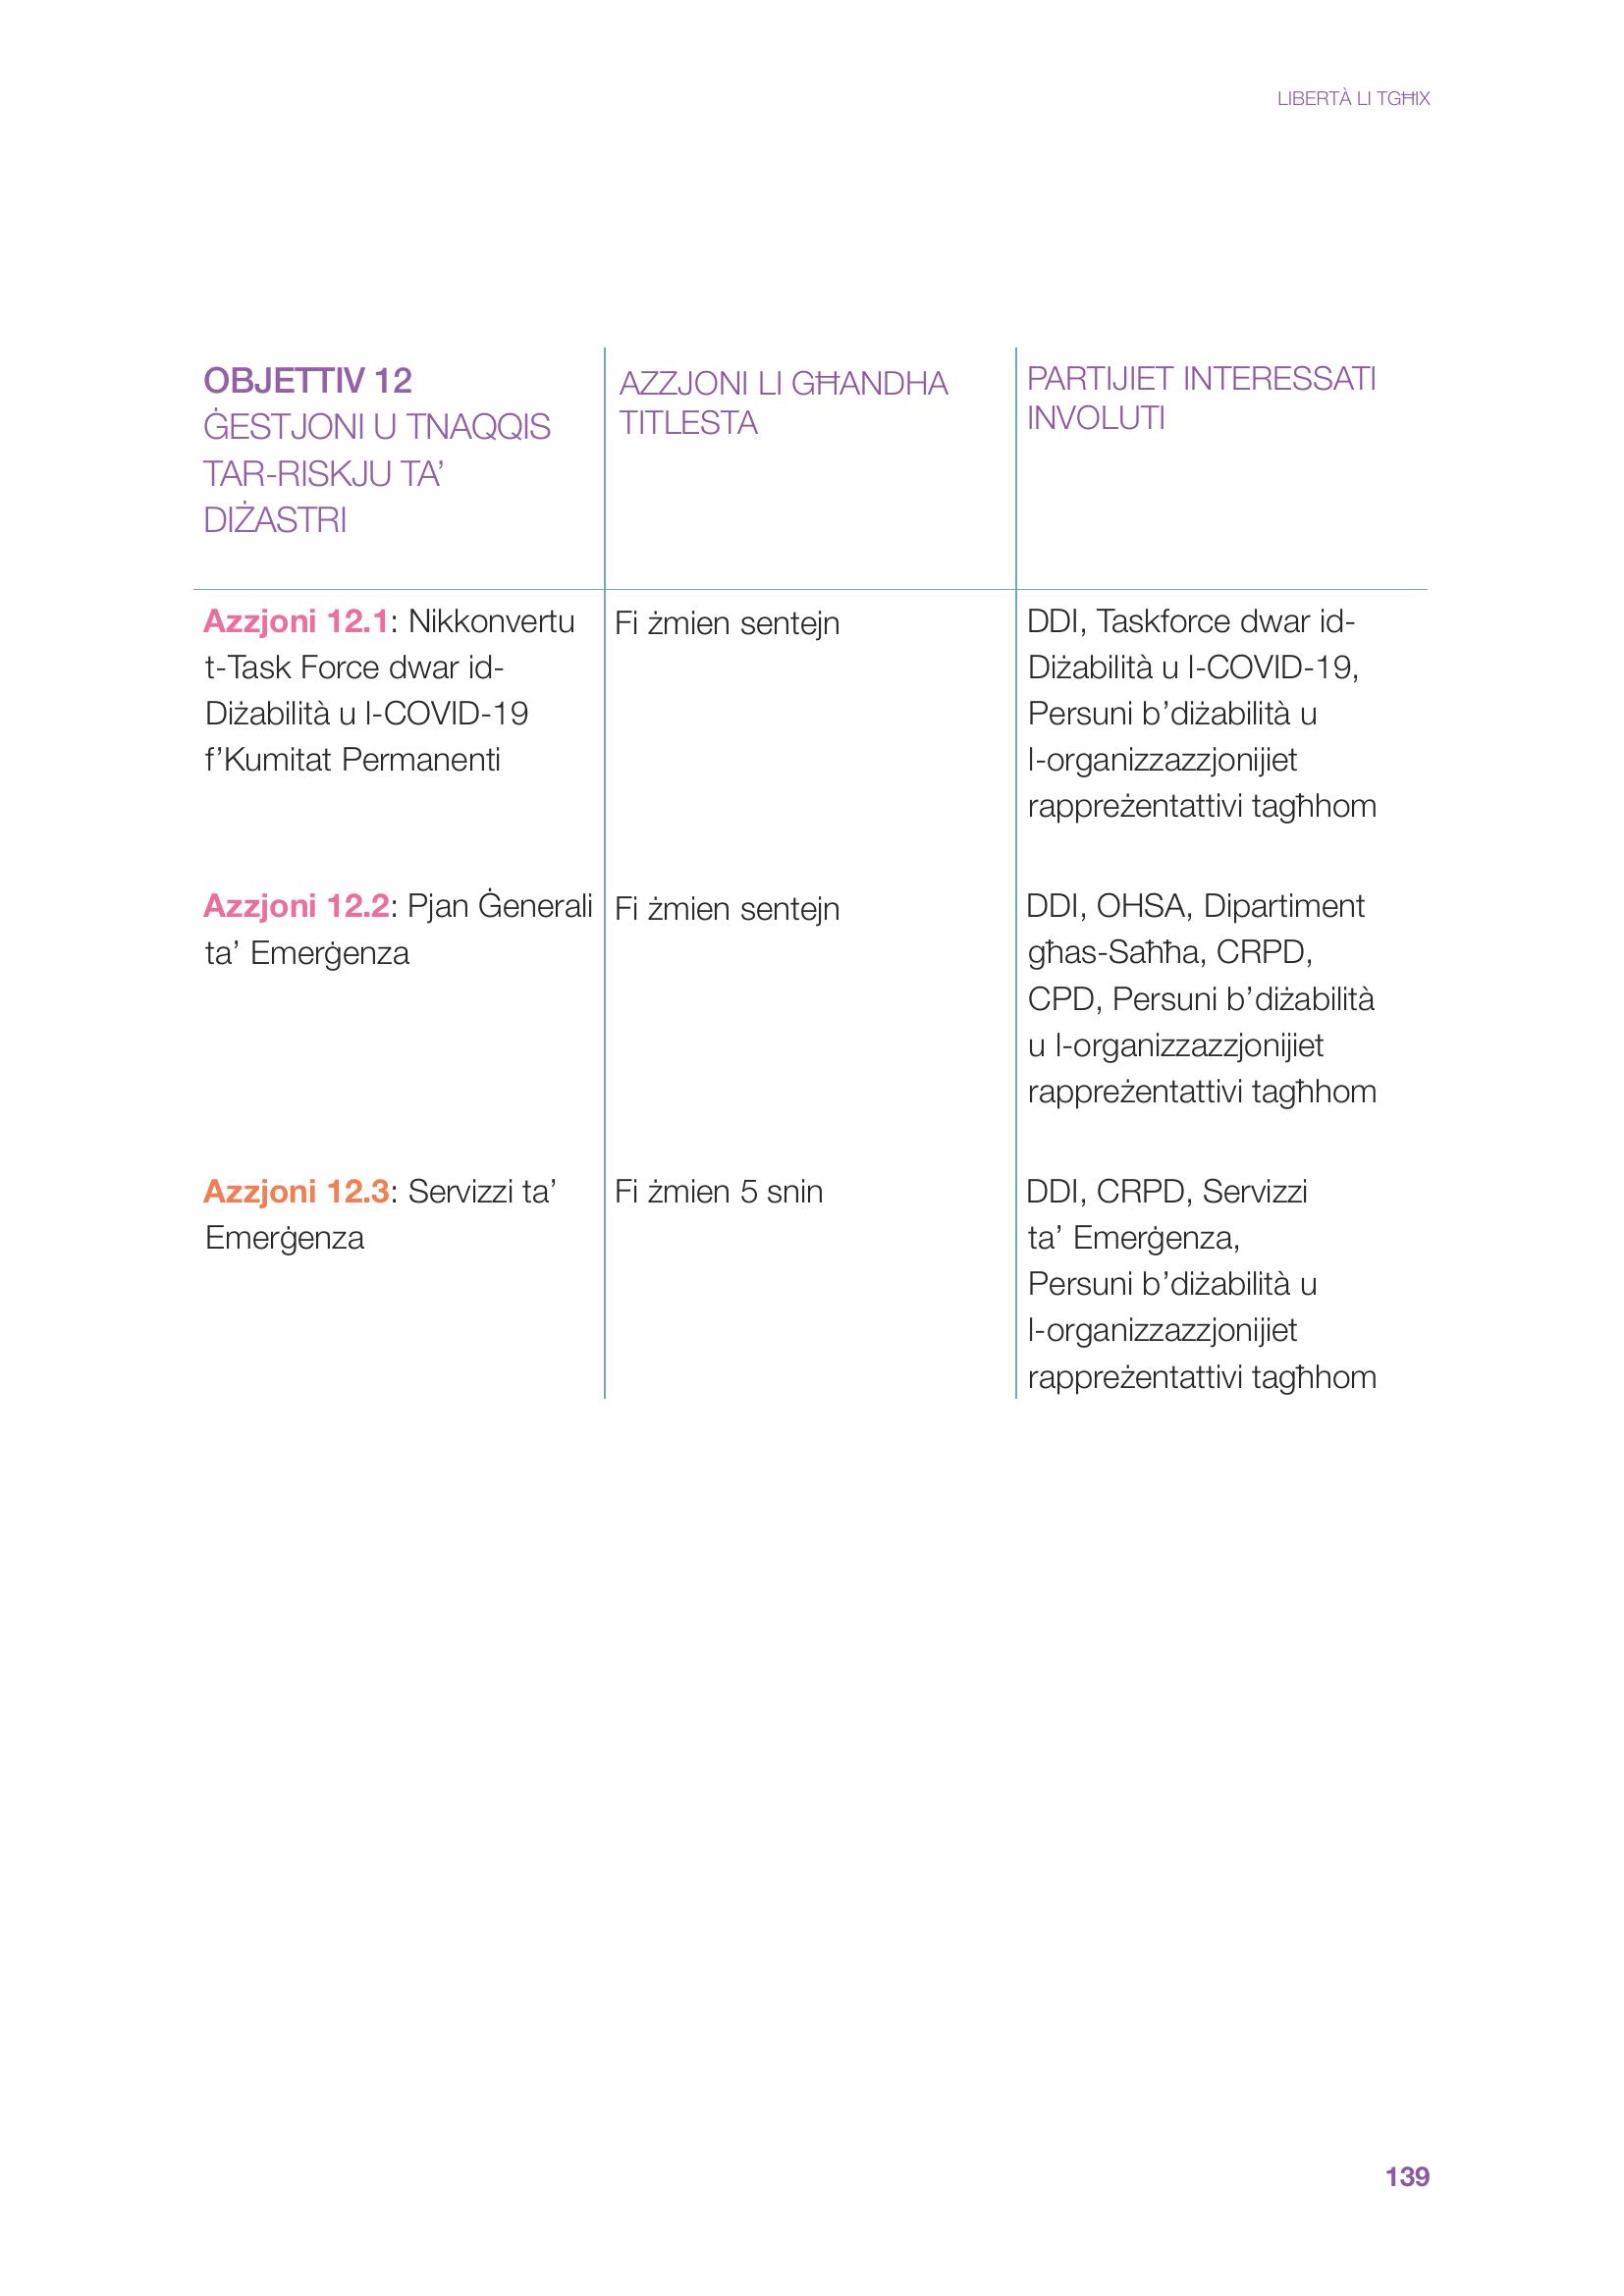 LIBERTÀ LI TGĦIX
OBJETTIV 12
ĠESTJONI U TNAQQIS
TAR-RISKJU TA’
DIŻASTRI
AZZJONI LI GĦANDHA
TITLESTA
PARTIJIET INTERESSATI
INVOLUTI
Azzjoni 12.1: Nikkonvertu
t-Task Force dwar id-
Diżabilità u l-COVID-19
f’Kumitat Permanenti
Fi żmien sentejn
DDI, Taskforce dwar id-
Diżabilità u l-COVID-19,
Persuni b’diżabilità u
l-organizzazzjonijiet
rappreżentattivi tagħhom
Azzjoni 12.2: Pjan Ġenerali
ta’ Emerġenza
Fi żmien sentejn
DDI, OHSA, Dipartiment
għas-Saħħa, CRPD,
CPD, Persuni b’diżabilità
u l-organizzazzjonijiet
rappreżentattivi tagħhom
Azzjoni 12.3: Servizzi ta’
Emerġenza
Fi żmien 5 snin
DDI, CRPD, Servizzi
ta’ Emerġenza,
Persuni b’diżabilità u
l-organizzazzjonijiet
rappreżentattivi tagħhom
139